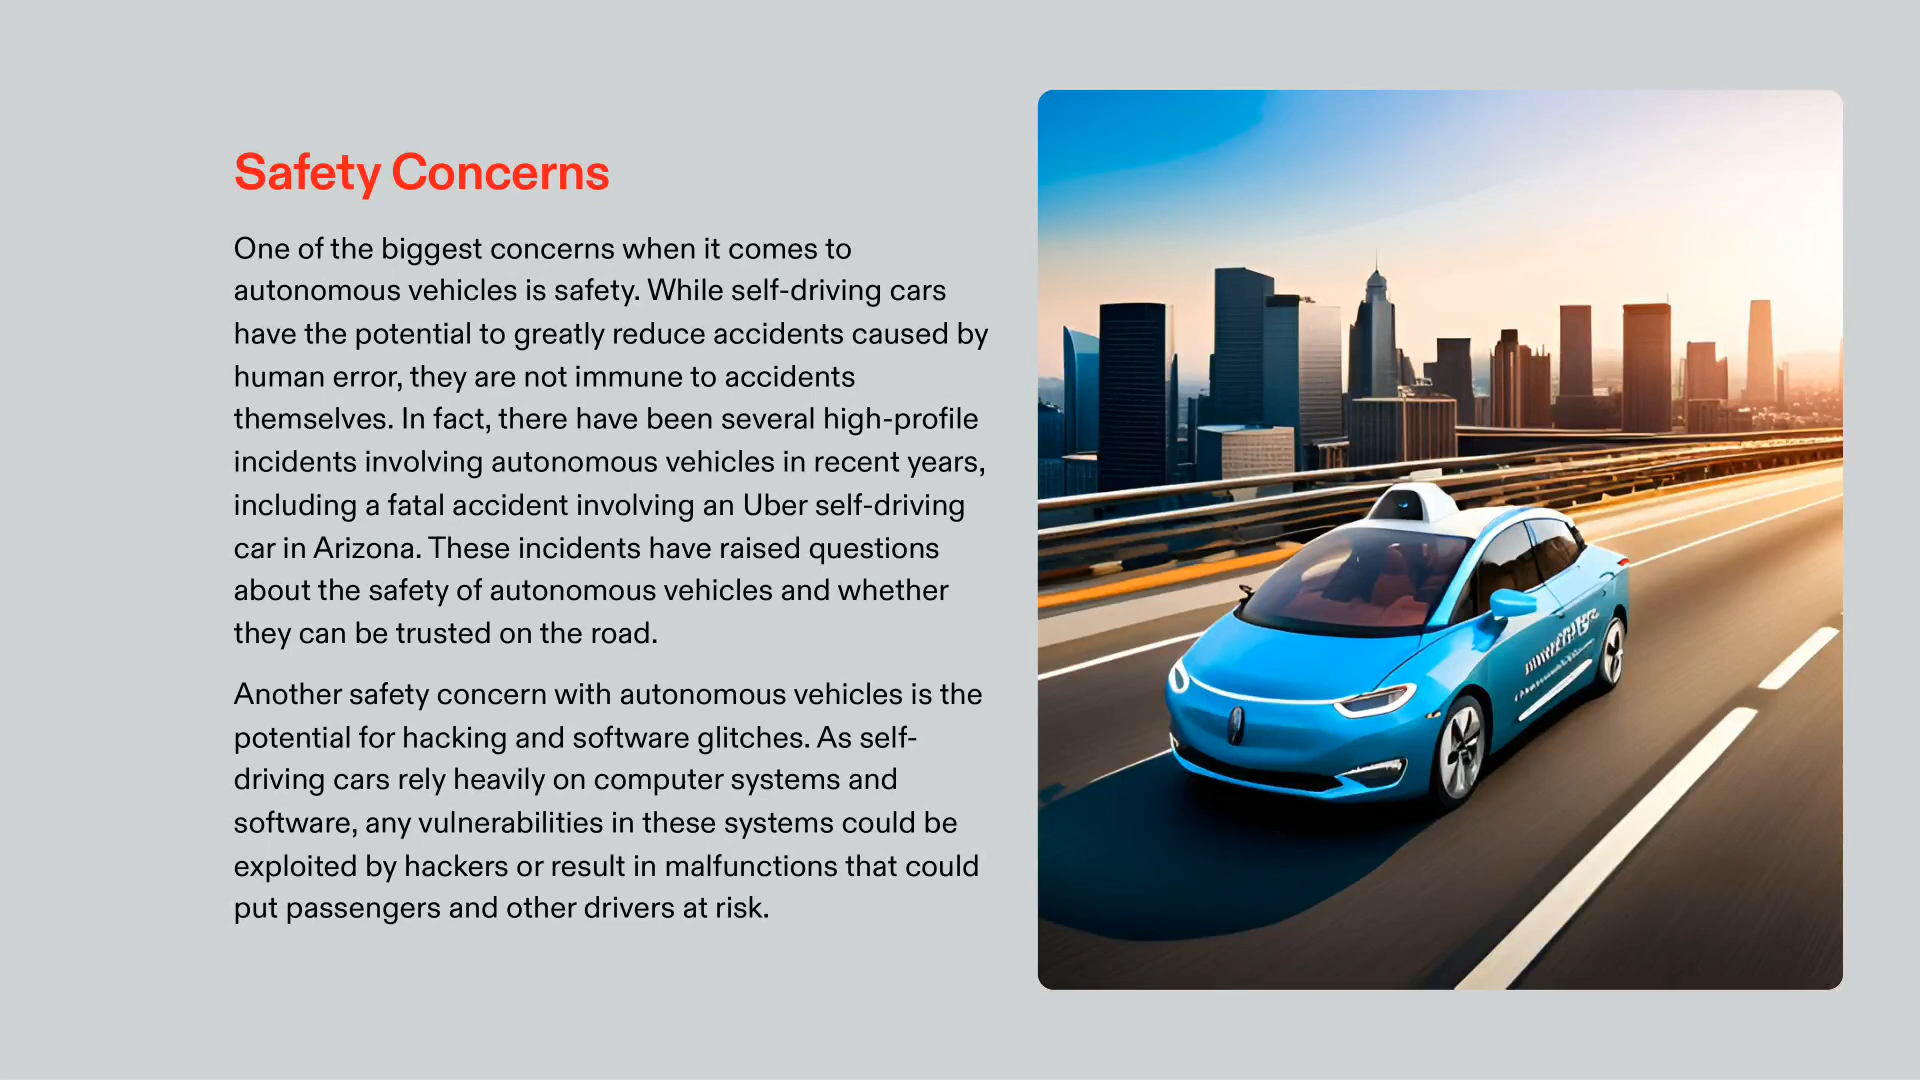 Safety Concerns
One of the biggest concerns when it comes to
autonomous vehicles is safety. While self-driving cars
have the potential to greatly reduce accidents caused by
human error, they are not immune to accidents
themselves. In fact, there have been several high-profile
incidents involving autonomous vehicles in recent years,
including a fatal accident involving an Uber self-driving
car in Arizona. These incidents have raised questions
about the safety of autonomous vehicles and whether
they can be trusted on the road.
Another safety concern with autonomous vehicles is the
potential for hacking and software glitches. As self-
driving cars rely heavily on computer systems and
software, any vulnerabilities in these systems could be
exploited by hackers or result in malfunctions that could
put passengers and other drivers at risk.